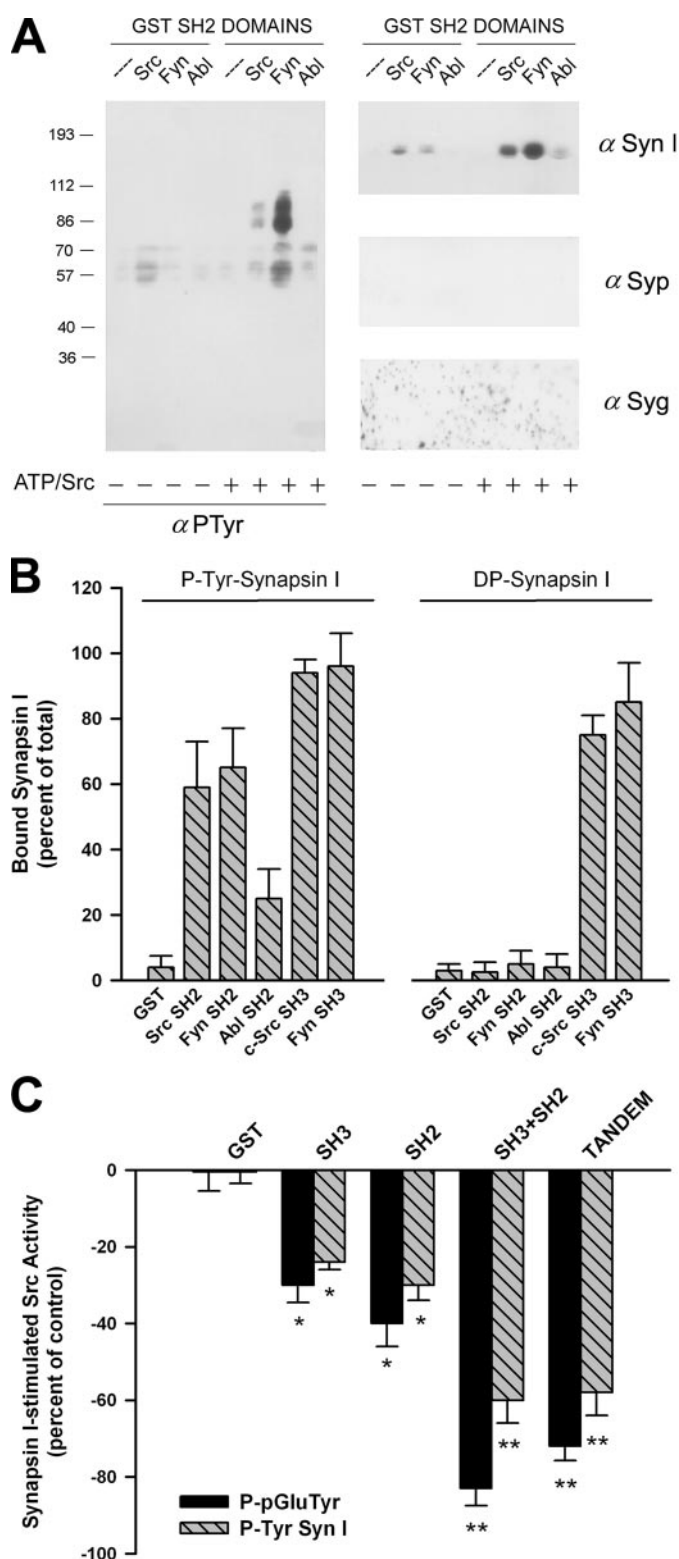 A
GST SH2 DOMAINS
GST SH2 DOMAINS
--- Src Fyn Abl --- Src Fyn Abl
--- Src Fyn Abl --- Src Fyn Abl
193
112
86
70
57
40
36
α Syn I
α Syp
α Syg
ATP/Src − − − − + + + + − − − − + + + +
α PTyr
B
P-Tyr-Synapsin I
DP-Synapsin I
Bound Synapsin I
(percent of total)
120
100
80
60
40
20
0
GST Src SH2 Fyn SH2 Abl SH2 c-Src SH3 Fyn SH3
GST Src SH2 Fyn SH2 Abl SH2 c-Src SH3 Fyn SH3
C
GST SH3 SH2 SH3+SH2 TANDEM
Synapsin I-stimulated Src Activity
(percent of control)
0
-20
-40
-60
-80
-100
* * * * ** ** ** **
P-pGluTyr
P-Tyr Syn I